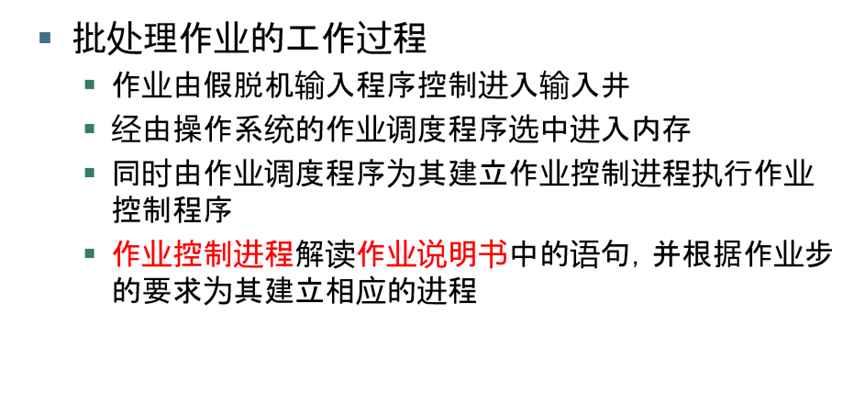 批处理作业的工作过程
作业由假脱机输入程序控制进入输入井
经由操作系统的作业调度程序选中进入内存
同时由作业调度程序为其建立作业控制进程执行作业
控制程序
作业控制进程解读作业说明书中的语句，并根据作业步
的要求为其建立相应的进程